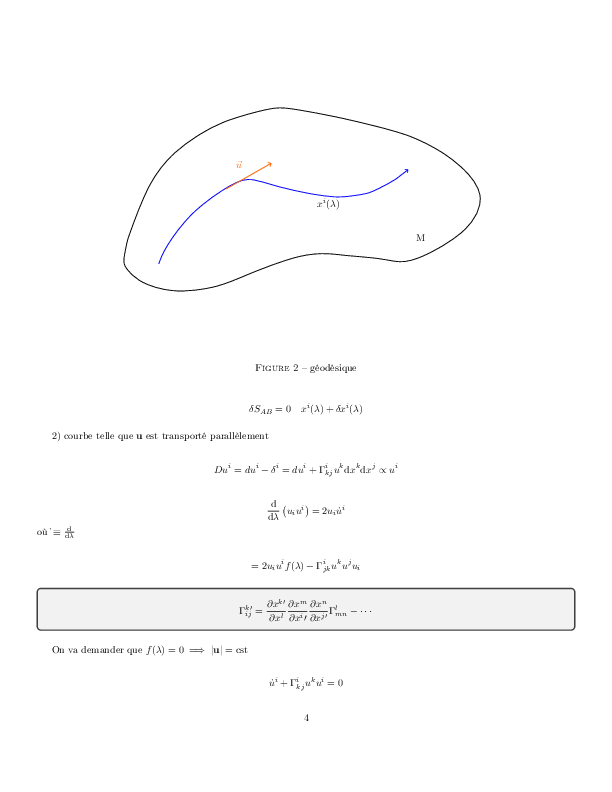 $\vec{u}$
$x^i(\lambda)$
M
FIGURE 2 – géodésique
$\delta S_{AB} = 0 \quad x^i(\lambda) + \delta x^i(\lambda)$
2) courbe telle que **u** est transporté parallèlement
$Du^i = du^i - \delta^i = du^i + \Gamma^i_{kj} u^k \mathrm{d}x^k \mathrm{d}x^j \propto u^i$
$\frac{\mathrm{d}}{\mathrm{d}\lambda} \left( u_i u^i \right) = 2 u_i \dot{u}^i$
où $\dot{} \equiv \frac{\mathrm{d}}{\mathrm{d}\lambda}$
$= 2 u_i u^i f(\lambda) - \Gamma^i_{jk} u^k u^j u_i$
$\Gamma^{k\prime}_{ij} = \frac{\partial x^{k\prime}}{\partial x^l} \frac{\partial x^m}{\partial x^{i}\prime} \frac{\partial x^n}{\partial x^{j\prime}} \Gamma^l_{mn} - \cdots$
On va demander que $f(\lambda) = 0 \implies |\mathbf{u}| = \mathrm{cst}$
$\dot{u}^i + \Gamma^i_{kj} u^k u^i = 0$
4